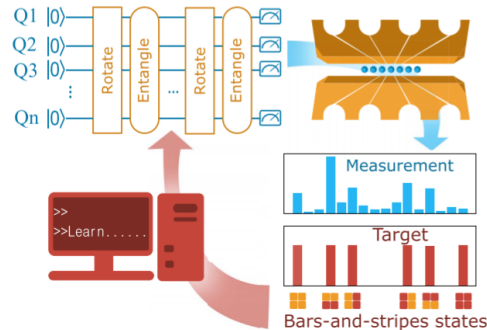 Q1 |0⟩
Q2 |0⟩
Q3 |0⟩
...
Qn |0⟩
Rotate
Entangle
...
Rotate
Entangle
Measurement
>>
>>Learn......
Target
Bars-and-stripes states